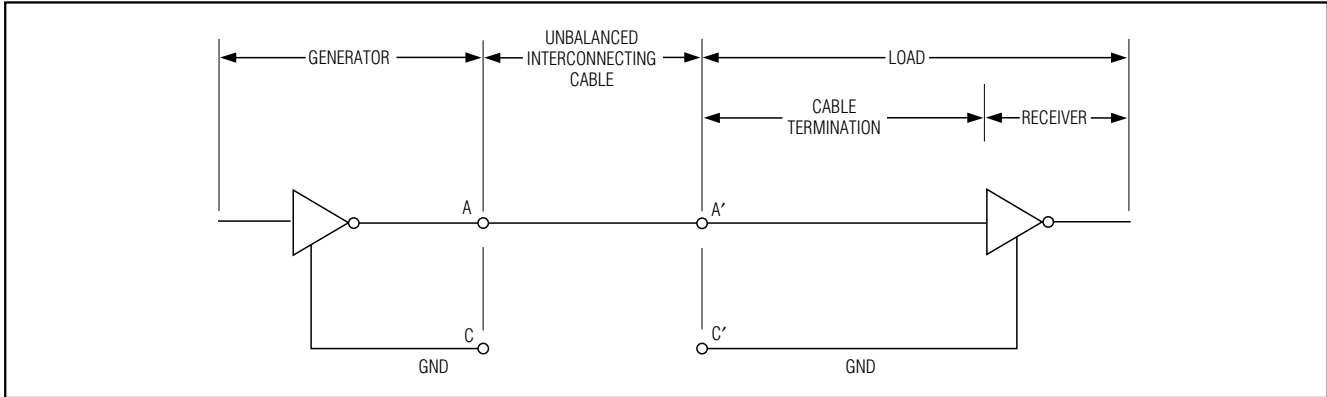 UNBALANCED
INTERCONNECTING
CABLE
GENERATOR
LOAD
CABLE
TERMINATION
RECEIVER
A
A′
C
C′
GND
GND